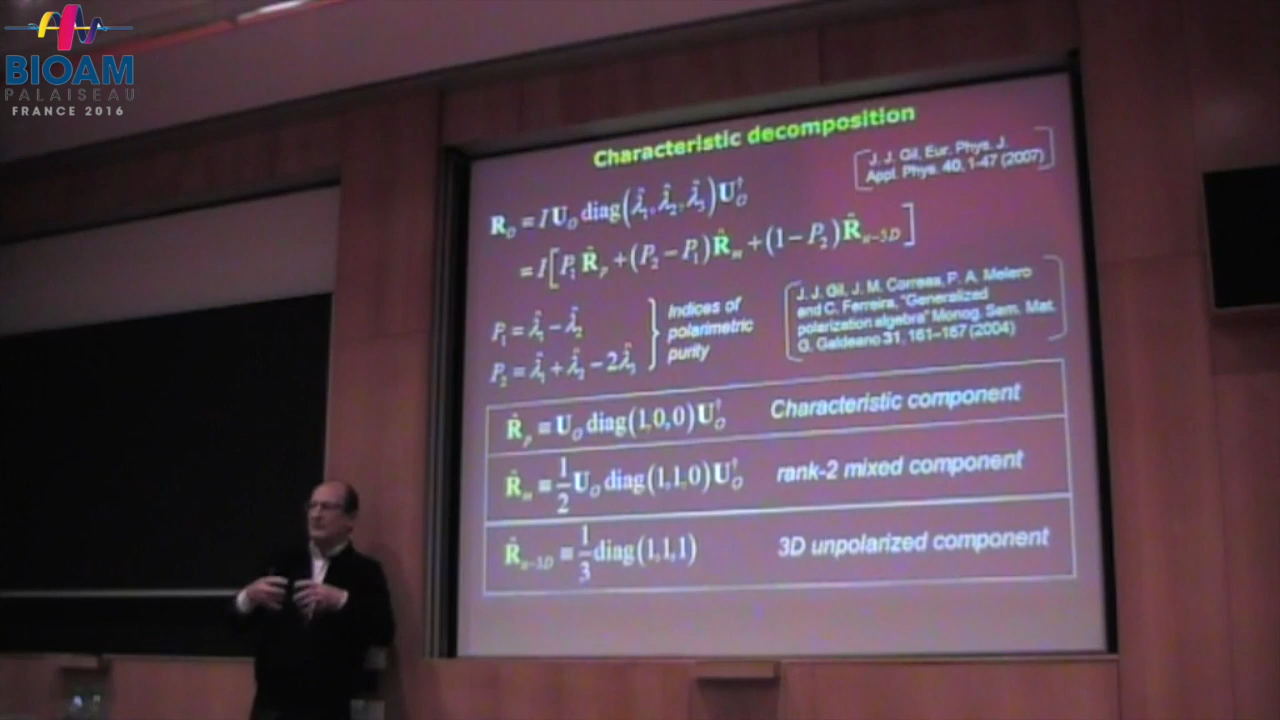 BIOAM
PALAISEAU
FRANCE 2016
Characteristic decomposition
J. J. Gil, Eur. Phys. J.
Appl. Phys. 40, 1-47 (2007)
R_O = I U_O diag(λ̂₁, λ̂₂, λ̂₃) U_O†
= I[P₁ R̂_p + (P₂ − P₁) R̂_m + (1 − P₂) R̂_u−3D]
P₁ = λ̂₁ − λ̂₂
P₂ = λ̂₁ + λ̂₂ − 2λ̂₃
Indices of
polarimetric
purity
J. J. Gil, J. M. Correas, P. A. Melero
and C. Ferreira, "Generalized
polarization algebra" Monog. Sem. Mat.
G. Galdeano 31, 161–167 (2004)
R̂_p ≡ U_O diag(1,0,0) U_O† Characteristic component
R̂_m ≡ 1/2 U_O diag(1,1,0) U_O† rank-2 mixed component
R̂_u−3D ≡ 1/3 diag(1,1,1) 3D unpolarized component